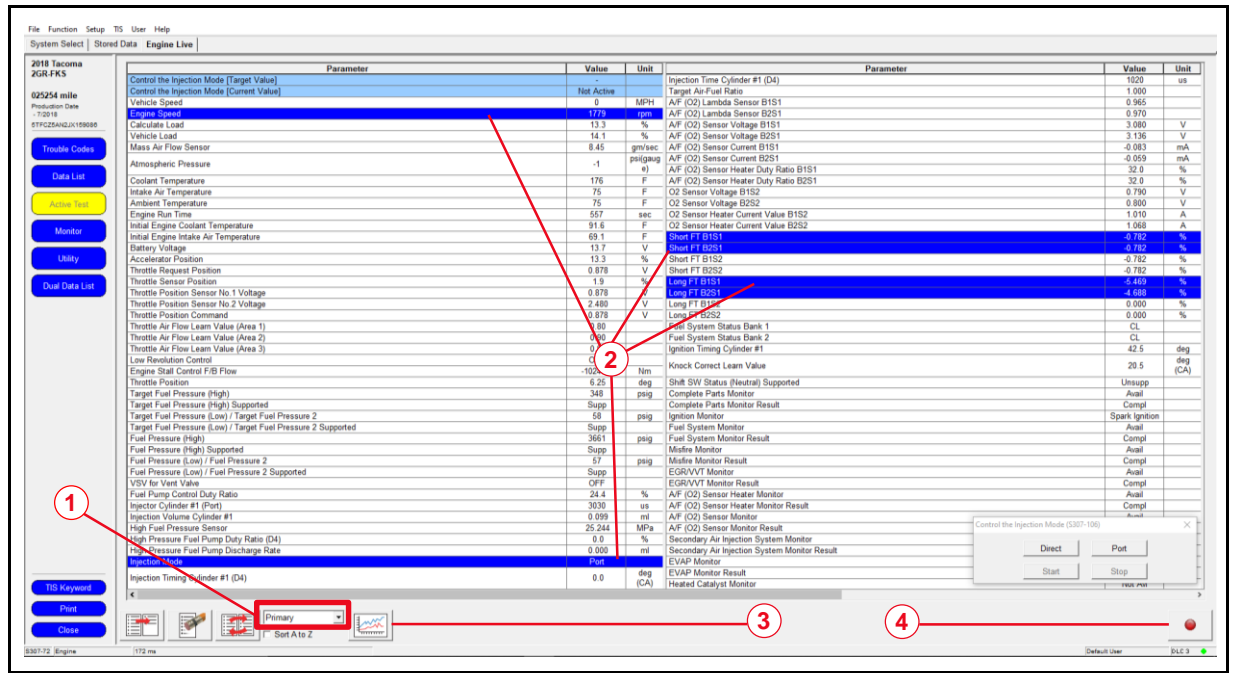 File Function Setup TIS User Help
System Select Stored Data Engine Live
2018 Tacoma
2GR-FKS
025254 mile
Production Date
- 7/2018
Trouble Codes
Data List
Active Test
Monitor
Utility
Dual Data List
TIS Keyword
Print
Close
Parameter Value Unit
Control the Injection Mode [Target Value] -
Control the Injection Mode [Current Value] Not Active
Vehicle Speed 0 MPH
Engine Speed 1779 rpm
Calculate Load 13.3 %
Vehicle Load 14.1 %
Mass Air Flow Sensor 8.45 gm/sec
Atmospheric Pressure -1 psi(gauge)
Coolant Temperature 176 F
Intake Air Temperature 75 F
Ambient Temperature 75 F
Engine Run Time 557 sec
Initial Engine Coolant Temperature 91.6 F
Initial Engine Intake Air Temperature 69.1 F
Battery Voltage 13.7 V
Accelerator Position 13.3 %
Throttle Request Position 0.878 V
Throttle Sensor Position 1.9 %
Throttle Position Sensor No.1 Voltage 0.878 V
Throttle Position Sensor No.2 Voltage 2.480 V
Throttle Position Command 0.878 V
Throttle Air Flow Learn Value (Area 1) 0.80
Throttle Air Flow Learn Value (Area 2) 0.90
Throttle Air Flow Learn Value (Area 3)
Low Revolution Control
Engine Stall Control F/B Flow Nm
Throttle Position 6.25 deg
Target Fuel Pressure (High) 348 psig
Target Fuel Pressure (High) Supported Supp
Target Fuel Pressure (Low) / Target Fuel Pressure 2 58 psig
Target Fuel Pressure (Low) / Target Fuel Pressure 2 Supported Supp
Fuel Pressure (High) 3661 psig
Fuel Pressure (High) Supported Supp
Fuel Pressure (Low) / Fuel Pressure 2 57 psig
Fuel Pressure (Low) / Fuel Pressure 2 Supported Supp
VSV for Vent Valve OFF
Fuel Pump Control Duty Ratio 24.4 %
Injector Cylinder #1 (Port) 3030 us
Injection Volume Cylinder #1 0.099 ml
High Fuel Pressure Sensor 25.244 MPa
High Pressure Fuel Pump Duty Ratio (D4) 0.0 %
High Pressure Fuel Pump Discharge Rate 0.000 ml
Injection Mode Port
Injection Timing Cylinder #1 (D4) 0.0 deg (CA)
Parameter Value Unit
Injection Time Cylinder #1 (D4) 1020 us
Target Air-Fuel Ratio 1.000
A/F (O2) Lambda Sensor B1S1 0.965
A/F (O2) Lambda Sensor B2S1 0.970
A/F (O2) Sensor Voltage B1S1 3.080 V
A/F (O2) Sensor Voltage B2S1 3.136 V
A/F (O2) Sensor Current B1S1 -0.083 mA
A/F (O2) Sensor Current B2S1 -0.059 mA
A/F (O2) Sensor Heater Duty Ratio B1S1 32.0 %
A/F (O2) Sensor Heater Duty Ratio B2S1 32.0 %
O2 Sensor Voltage B1S2 0.790 V
O2 Sensor Voltage B2S2 0.800 V
O2 Sensor Heater Current Value B1S2 1.010 A
O2 Sensor Heater Current Value B2S2 1.068 A
Short FT B1S1 -0.782 %
Short FT B2S1 -0.782 %
Short FT B1S2 -0.782 %
Short FT B2S2 -0.782 %
Long FT B1S1 -5.469 %
Long FT B2S1 -4.688 %
Long FT B1S2 0.000 %
Long FT B2S2 0.000 %
Fuel System Status Bank 1 CL
Fuel System Status Bank 2 CL
Ignition Timing Cylinder #1 42.5 deg
Knock Correct Learn Value 20.5 deg (CA)
Shift SW Status (Neutral) Supported Unsupp
Complete Parts Monitor Avail
Complete Parts Monitor Result Compl
Ignition Monitor Spark Ignition
Fuel System Monitor Avail
Fuel System Monitor Result Compl
Misfire Monitor Avail
Misfire Monitor Result Compl
EGR/VVT Monitor Avail
EGR/VVT Monitor Result Compl
A/F (O2) Sensor Heater Monitor Avail
A/F (O2) Sensor Heater Monitor Result Compl
A/F (O2) Sensor Monitor Avail
A/F (O2) Sensor Monitor Result
Secondary Air Injection System Monitor
Secondary Air Injection System Monitor Result
EVAP Monitor
EVAP Monitor Result
Heated Catalyst Monitor Not Avl
Control the Injection Mode (S307-106)
Direct Port
Start Stop
1
2
3
4
Primary
Sort A to Z
S307-72 Engine 172 ms Default User DLC 3